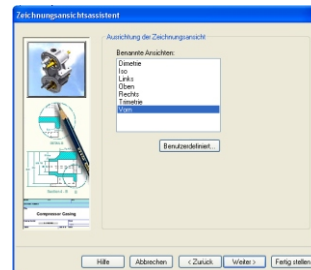 Zeichnungsansichtsassistent
Ausrichtung der Zeichnungsansicht
Benannte Ansichten:
Dimetrie
Iso
Links
Oben
Rechts
Trimetrie
Vorn
Benutzerdefiniert...
Compressor Casing
Hilfe
Abbrechen
< Zurück
Weiter >
Fertig stellen